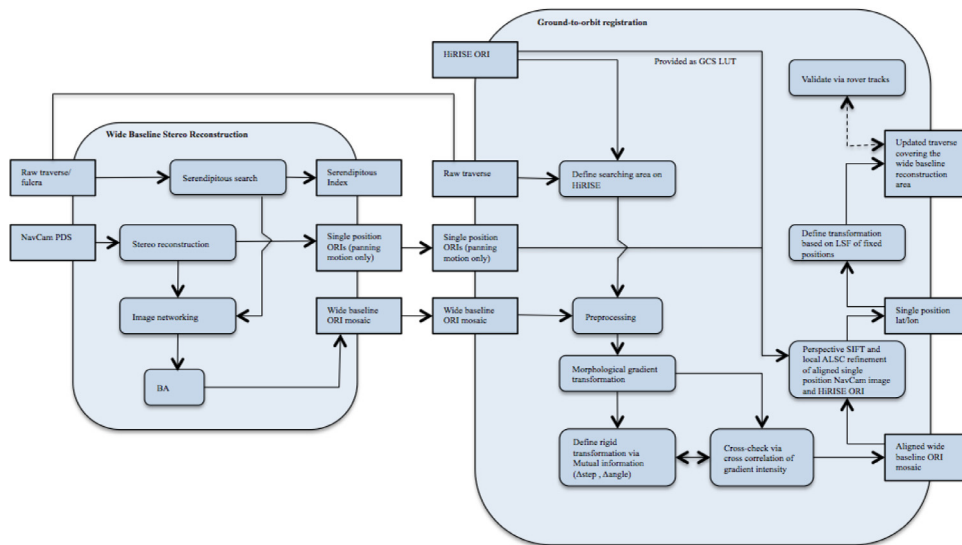 Ground-to-orbit registration
HiRISE ORI
Provided as GCS LUT
Validate via rover tracks
Wide Baseline Stereo Reconstruction
Raw traverse/
fulcra
Serendipitous search
Serendipitous
Index
Raw traverse
Define searching area on
HiRISE
Updated traverse
covering the
wide baseline
reconstruction
area
NavCam PDS
Stereo reconstruction
Single position
ORIs (panning
motion only)
Single position
ORIs (panning
motion only)
Define transformation
based on LSF of fixed
positions
Image networking
Wide baseline
ORI mosaic
Wide baseline
ORI mosaic
Preprocessing
Single position
lat/lon
BA
Morphological gradient
transformation
Perspective SIFT and
local ALSC refinement
of aligned single
position NavCam image
and HiRISE ORI
Define rigid
transformation via
Mutual information
(Δstep , Δangle)
Cross-check via
cross correlation of
gradient intensity
Aligned wide
baseline ORI
mosaic